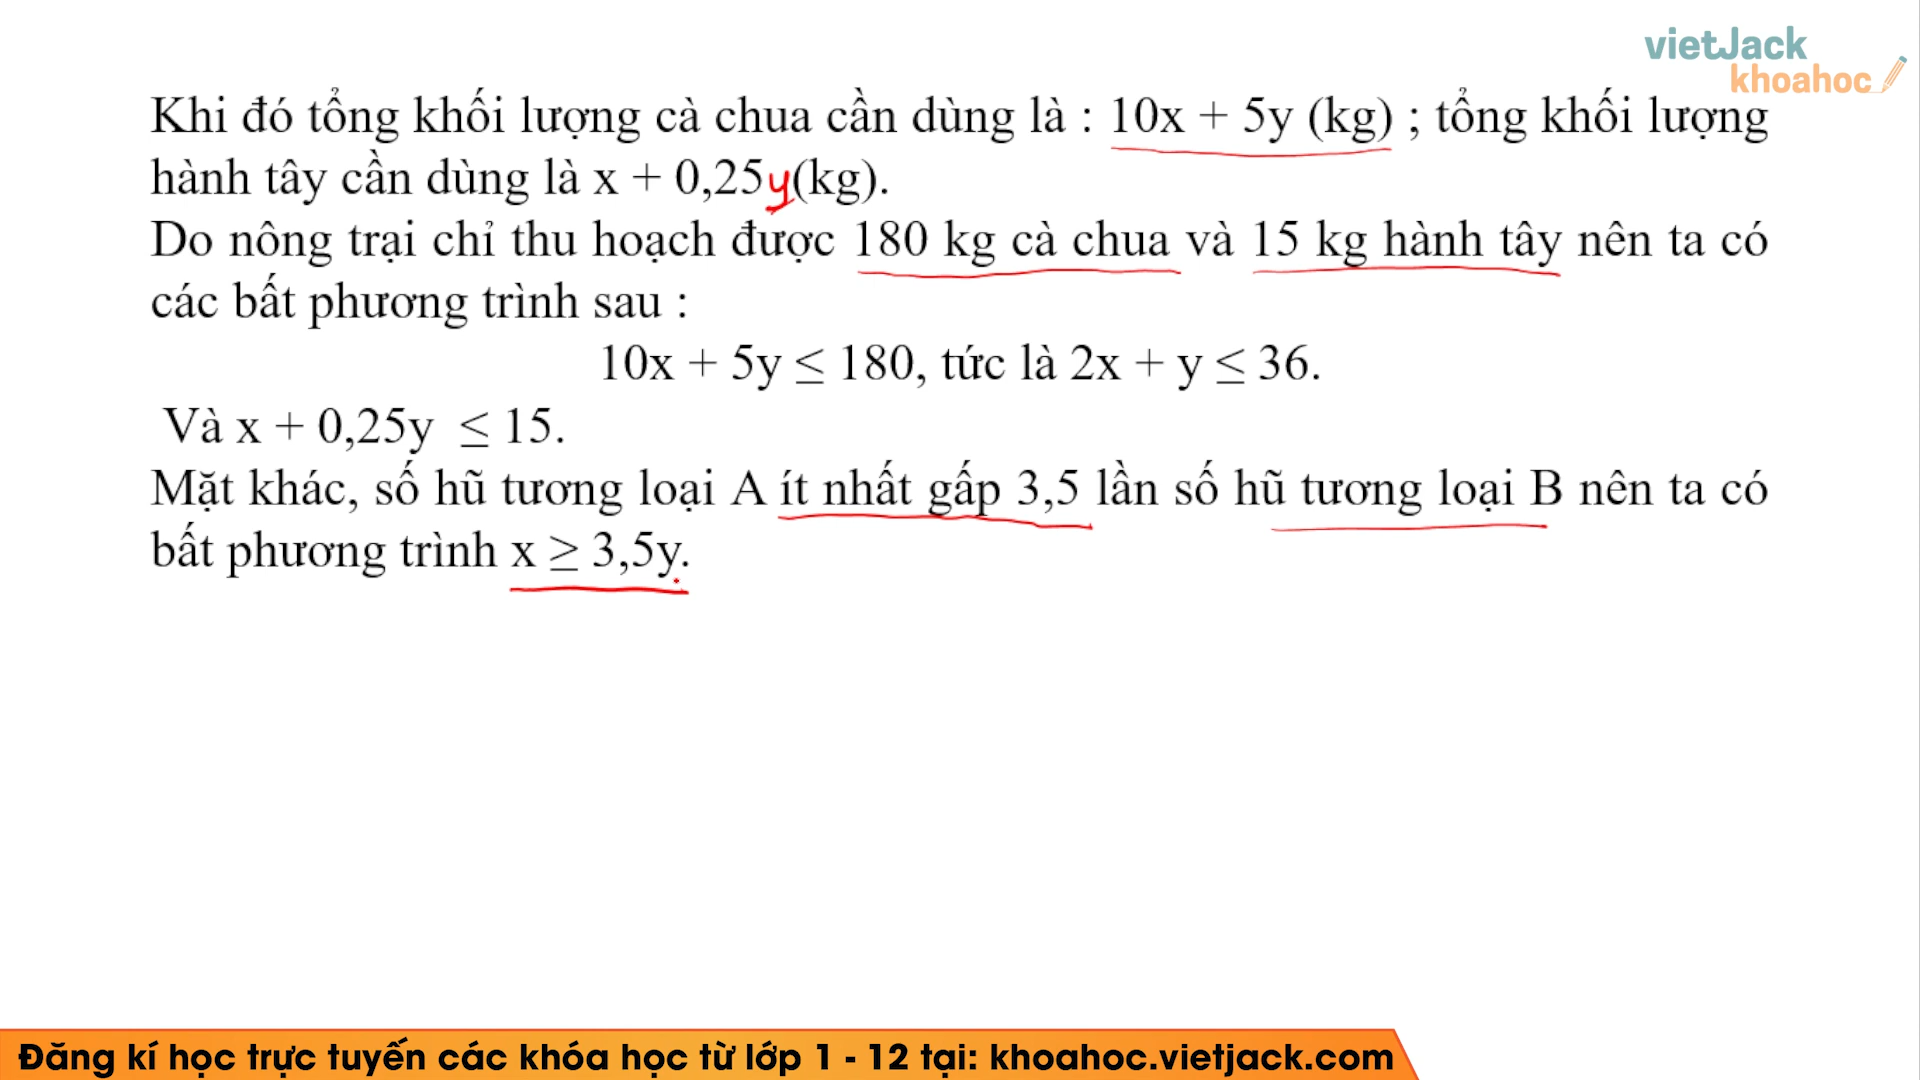 vietJack
khoahoc
Khi đó tổng khối lượng cà chua cần dùng là : 10x + 5y (kg) ; tổng khối lượng
hành tây cần dùng là x + 0,25y(kg).
Do nông trại chỉ thu hoạch được 180 kg cà chua và 15 kg hành tây nên ta có
các bất phương trình sau :
10x + 5y ≤ 180, tức là 2x + y ≤ 36.
Và x + 0,25y ≤ 15.
Mặt khác, số hũ tương loại A ít nhất gấp 3,5 lần số hũ tương loại B nên ta có
bất phương trình x ≥ 3,5y.
Đăng kí học trực tuyến các khóa học từ lớp 1 - 12 tại: khoahoc.vietjack.com